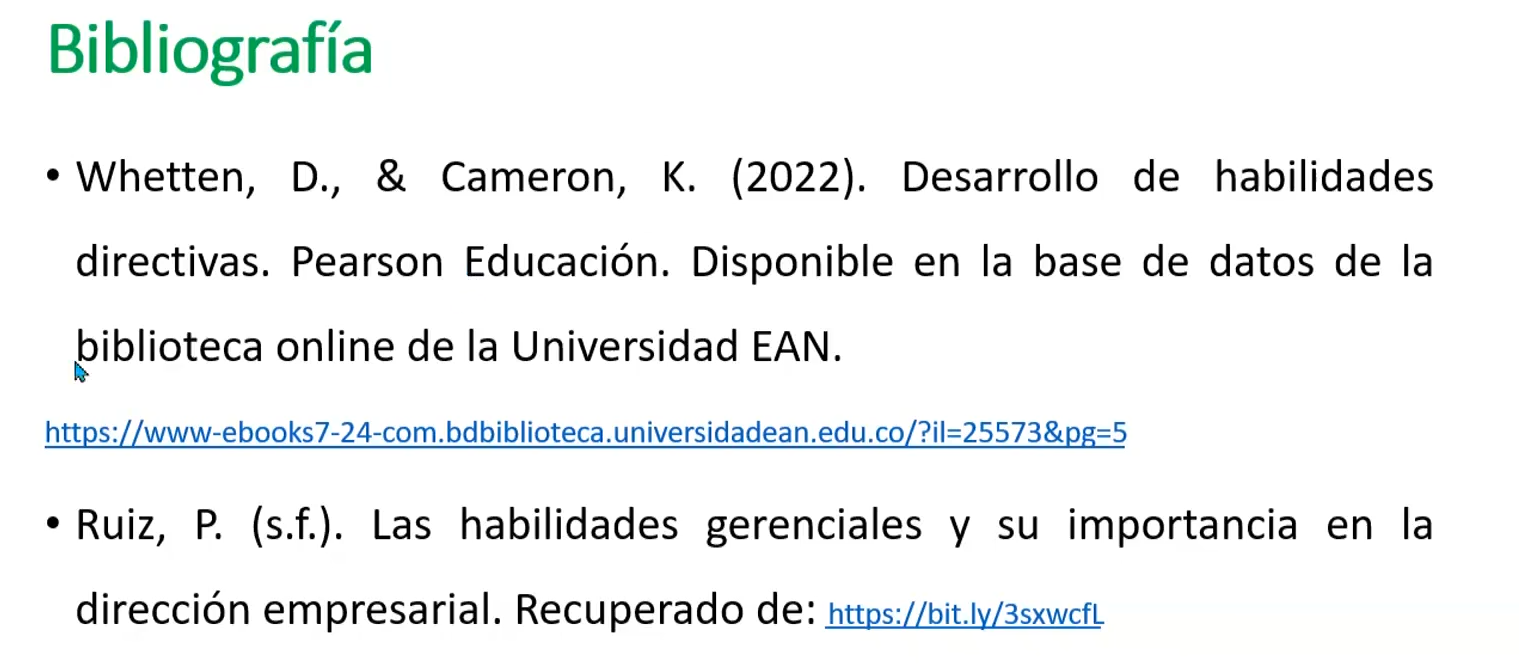 Bibliografía
• Whetten, D., & Cameron, K. (2022). Desarrollo de habilidades
directivas. Pearson Educación. Disponible en la base de datos de la
biblioteca online de la Universidad EAN.
https://www-ebooks7-24-com.bdbiblioteca.universidadean.edu.co/?il=25573&pg=5
• Ruiz, P. (s.f.). Las habilidades gerenciales y su importancia en la
dirección empresarial. Recuperado de: https://bit.ly/3sxwcfL